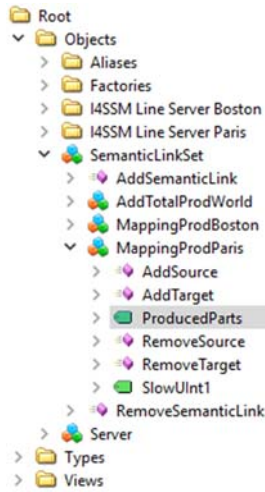 Root
Objects
Aliases
Factories
I4SSM Line Server Boston
I4SSM Line Server Paris
SemanticLinkSet
AddSemanticLink
AddTotalProdWorld
MappingProdBoston
MappingProdParis
AddSource
AddTarget
ProducedParts
RemoveSource
RemoveTarget
SlowUInt1
RemoveSemanticLink
Server
Types
Views